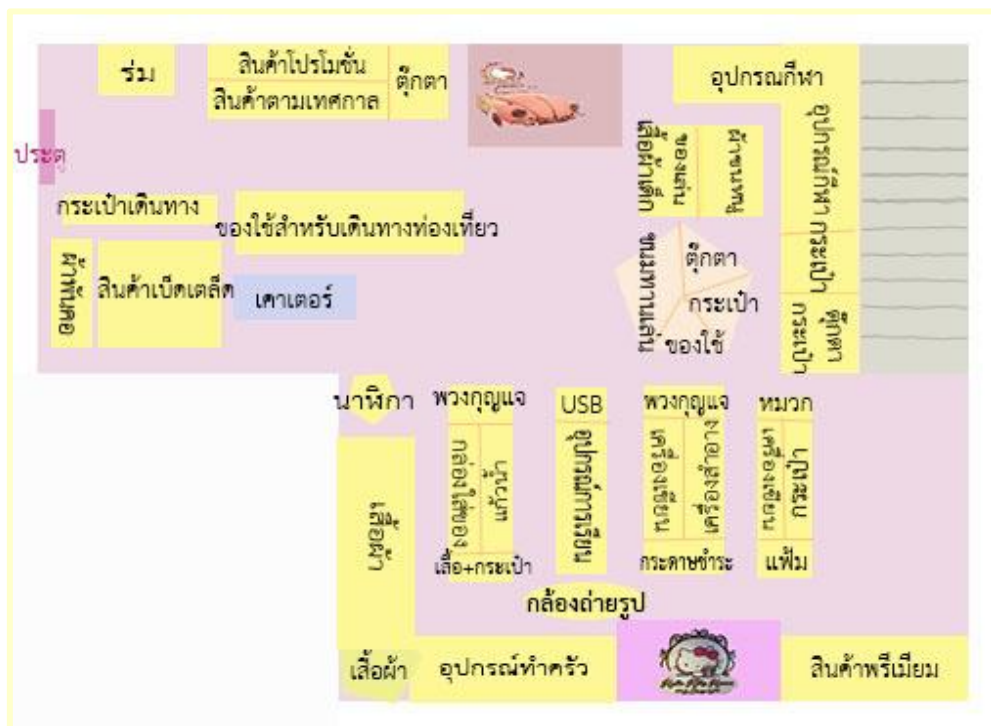 ร่ม
สินค้าโปรโมชั่น
สินค้าตามเทศกาล
ตุ๊กตา
อุปกรณกีฬา
ประตู
อุปกรณ์กีฬา
กระเป๋า
เสื้อผ้าเด็ก
ของเล่น
ผ้าขนหนู
กระเป๋าเดินทาง
ของใช้สำหรับเดินทางท่องเที่ยว
ผ้าพันคอ
สินค้าเบ็ดเตล็ด
เคาเตอร์
ขนมทานเล่น
ตุ๊กตา
กระเป๋า
ของใช้
ตุ๊กตา
กระเป๋า
นาฬิกา
พวงกุญแจ
USB
พวงกุญแจ
หมวก
เสื้อผ้า
กล่องใส่ของ
อุปกรณ์การเรียน
เครื่องเขียน
เครื่องสำอาง
เครื่องเขียน
เสื้อ+กระเป๋า
กระดาษชำระ
แฟ้ม
กล้องถ่ายรูป
เสื้อผ้า
อุปกรณ์ทำครัว
สินค้าพรีเมียม